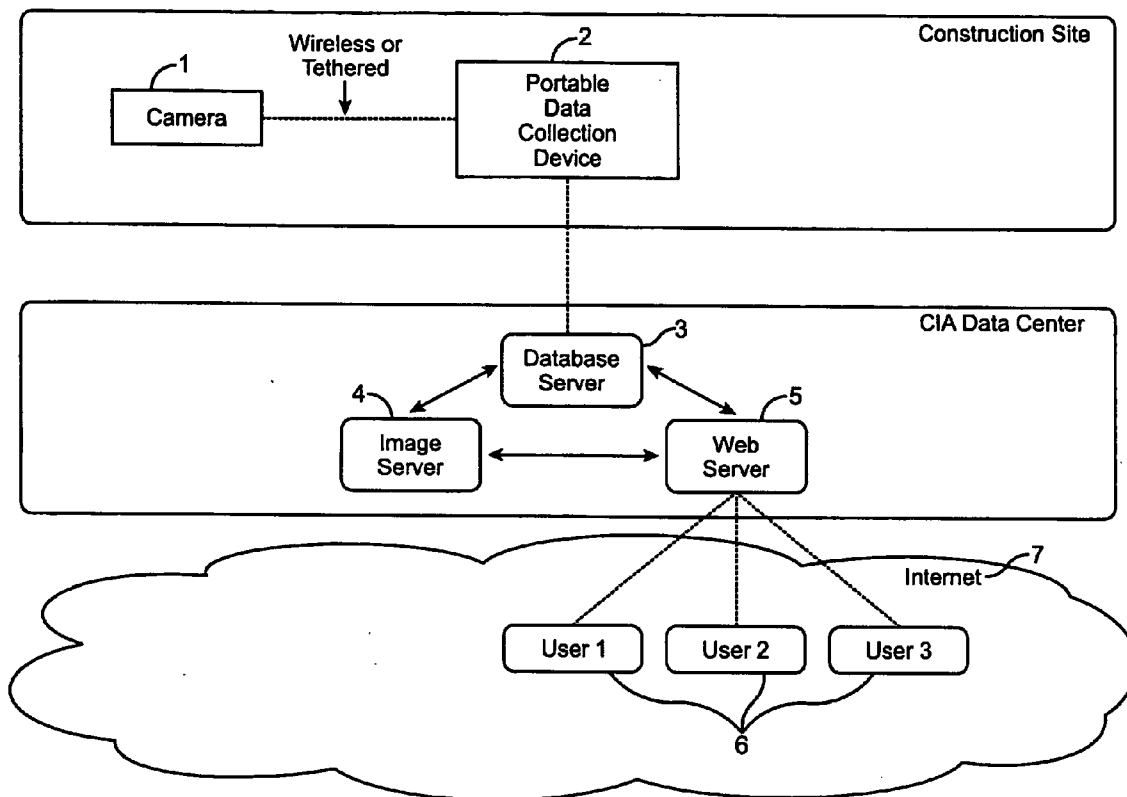 Construction Site
Wireless or
Tethered
1
Camera
2
Portable
Data
Collection
Device
CIA Data Center
3
Database
Server
4
Image
Server
5
Web
Server
Internet 7
User 1
User 2
User 3
6